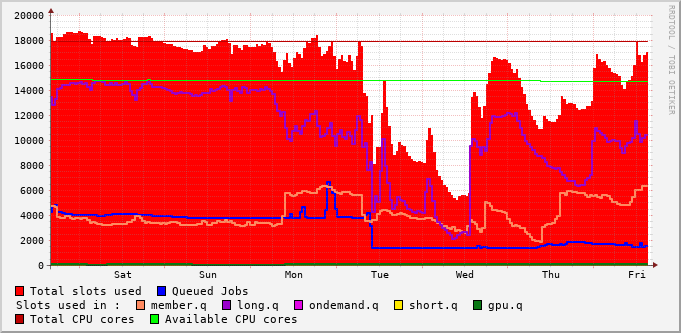 20000
18000
16000
14000
12000
10000
8000
6000
4000
2000
0
Sat Sun Mon Tue Wed Thu Fri
RRDTOOL / TOBI OETIKER
Total slots used Queued Jobs
Slots used in : member.q long.q ondemand.q short.q gpu.q
Total CPU cores Available CPU cores